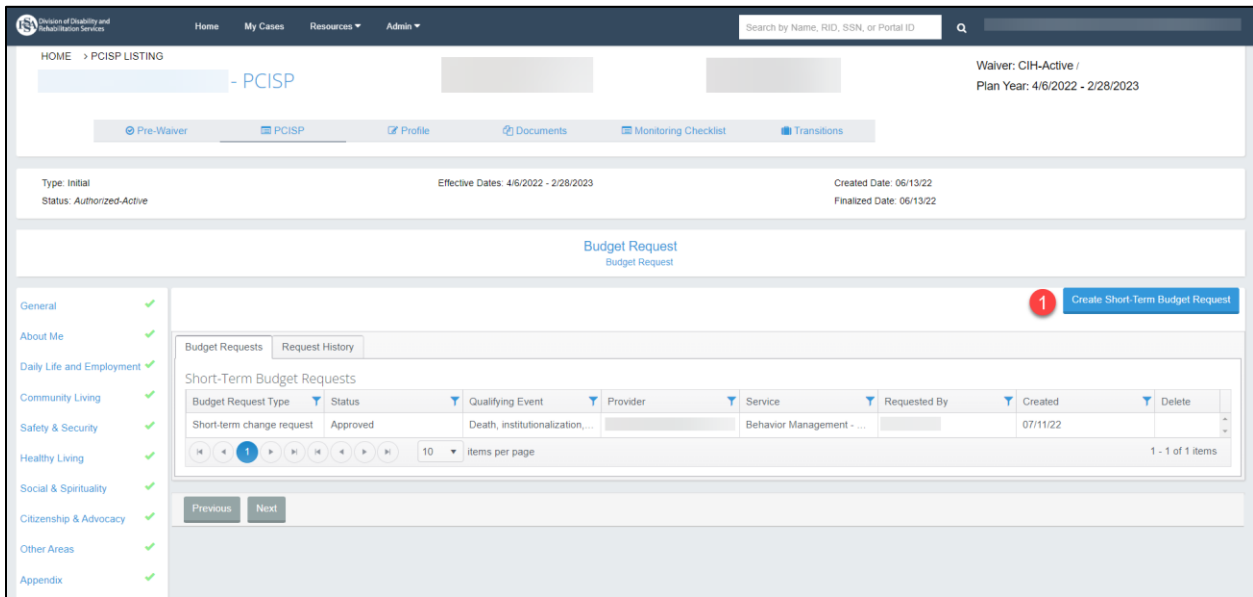 Division of Disability and
Rehabilitation Services
Home My Cases Resources Admin Search by Name, RID, SSN, or Portal ID
HOME > PCISP LISTING
- PCISP
Waiver: CIH-Active /
Plan Year: 4/6/2022 - 2/28/2023
Pre-Waiver PCISP Profile Documents Monitoring Checklist Transitions
Type: Initial Effective Dates: 4/6/2022 - 2/28/2023 Created Date: 06/13/22
Status: Authorized-Active Finalized Date: 06/13/22
Budget Request
Budget Request
General
About Me
Daily Life and Employment
Community Living
Safety & Security
Healthy Living
Social & Spirituality
Citizenship & Advocacy
Other Areas
Appendix
1 Create Short-Term Budget Request
Budget Requests Request History
Short-Term Budget Requests
Budget Request Type Status Qualifying Event Provider Service Requested By Created Delete
Short-term change request Approved Death, institutionalization,... Behavior Management - ... 07/11/22
1 10 items per page 1 - 1 of 1 items
Previous Next